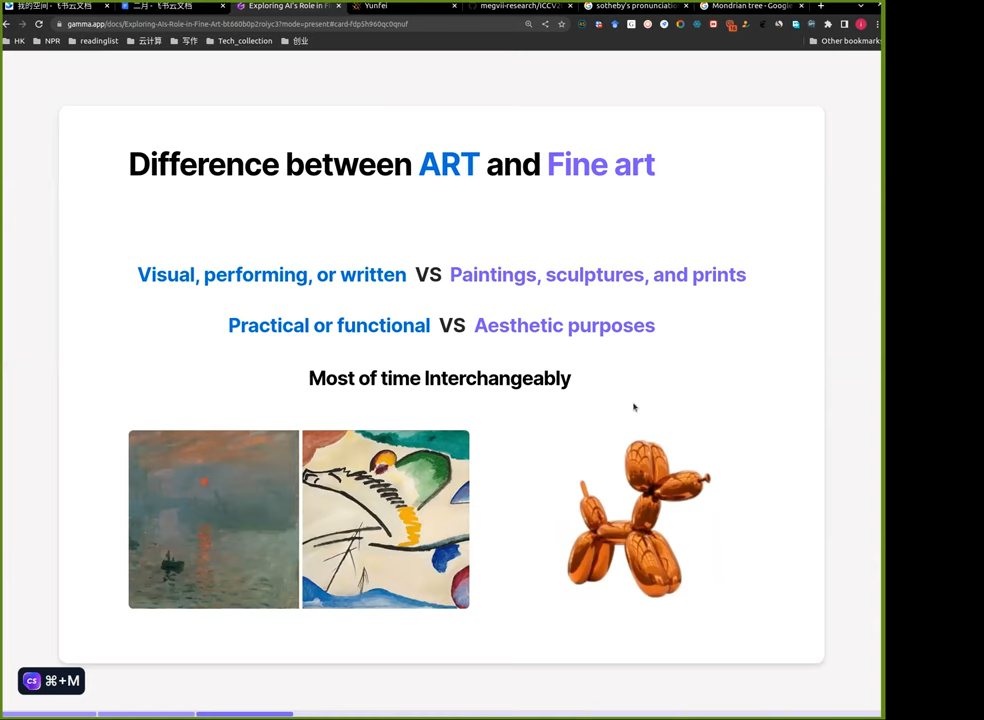 我的空间 - 飞书云文档
二月 - 飞书云文档
Exploring AI's Role in Fi
Yunfei
megvii-research/ICCV2
sotheby's pronunciatio
Mondrian tree - Google
gamma.app/docs/Exploring-AIs-Role-in-Fine-Art-bt660b0p2roiyc3?mode=present#card-fdp5h960qc0qnuf
HK
NPR
readinglist
云计算
写作
Tech_collection
创业
Other bookmark
Difference between ART and Fine art
Visual, performing, or written VS Paintings, sculptures, and prints
Practical or functional VS Aesthetic purposes
Most of time Interchangeably
CS ⌘+M